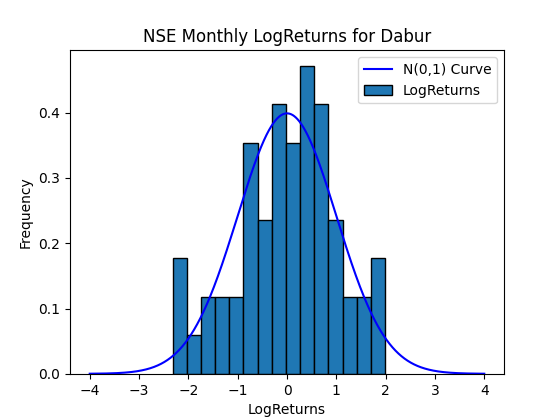 NSE Monthly LogReturns for Dabur
N(0,1) Curve
LogReturns
Frequency
0.4
0.3
0.2
0.1
0.0
−4 −3 −2 −1 0 1 2 3 4
LogReturns